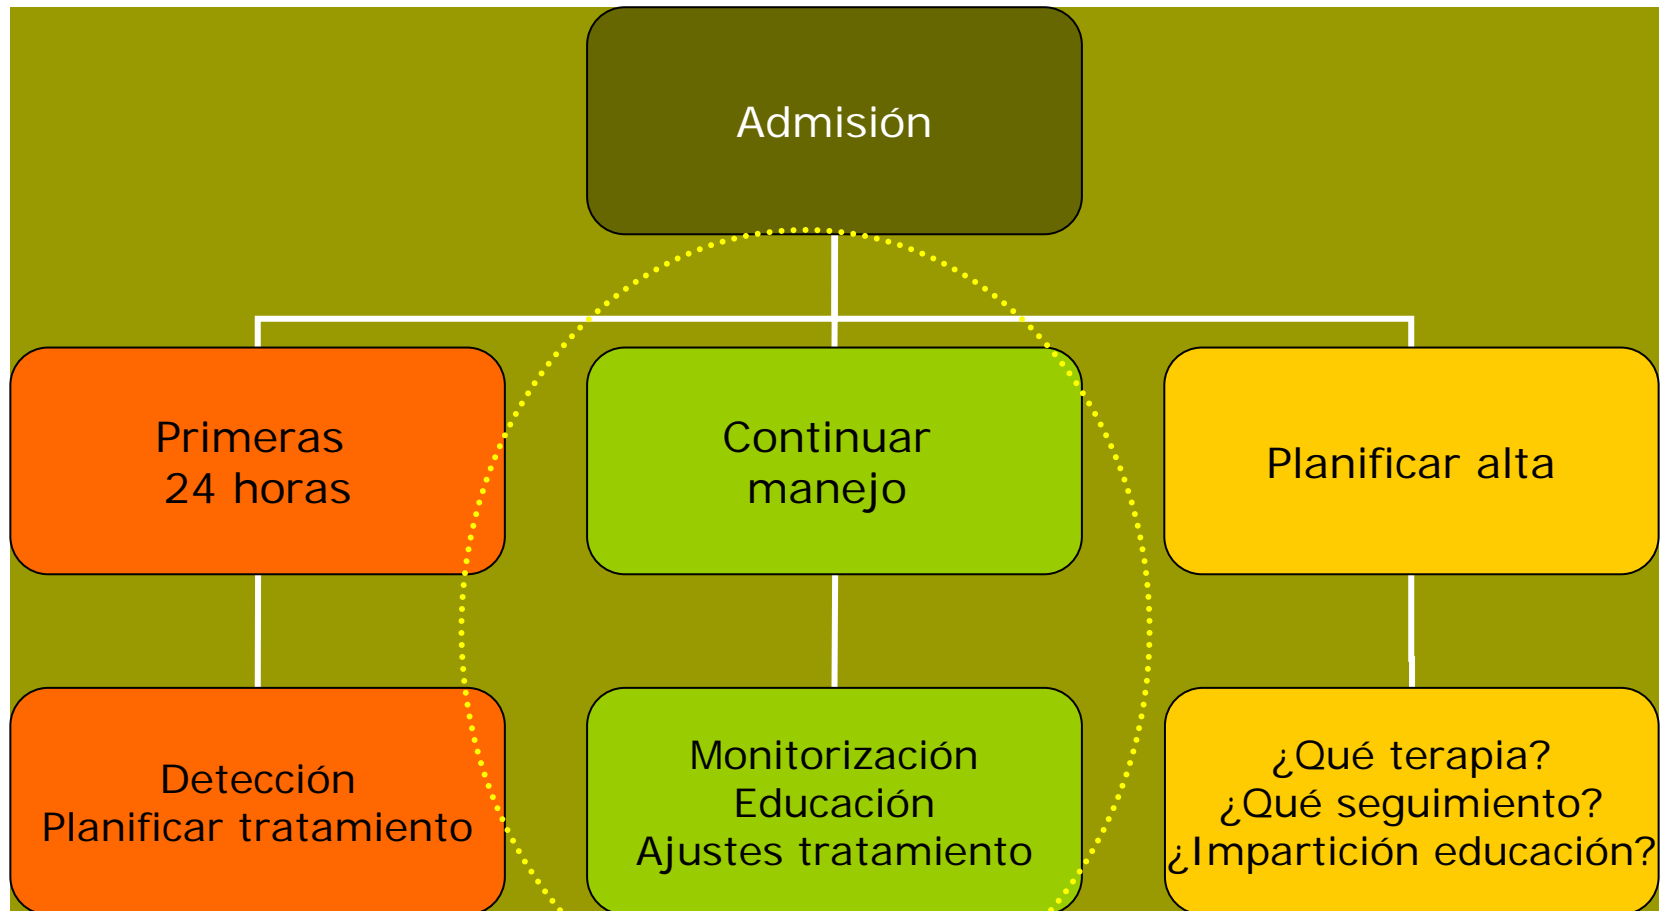 Admisión
Primeras
24 horas
Continuar
manejo
Planificar alta
Detección
Planificar tratamiento
Monitorización
Educación
Ajustes tratamiento
¿Qué terapia?
¿Qué seguimiento?
¿Impartición educación?